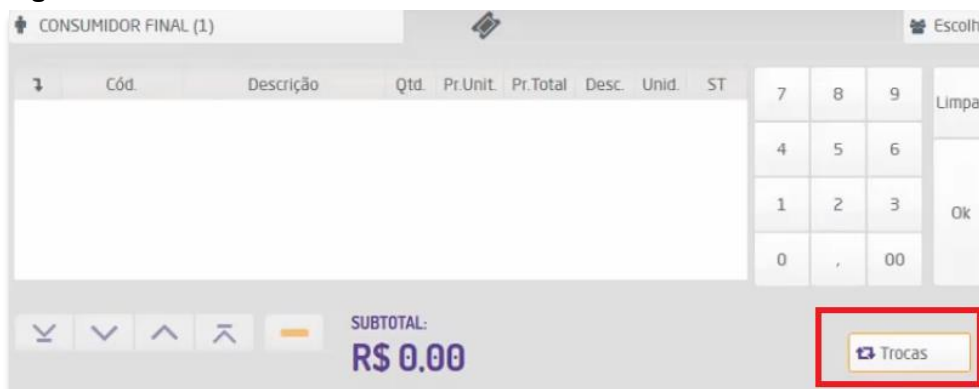 CONSUMIDOR FINAL (1) Escolh
Cód. Descrição Qtd. Pr.Unit. Pr.Total Desc. Unid. ST
7 8 9 Limpa
4 5 6
1 2 3 Ok
0 , 00
SUBTOTAL:
R$ 0,00
Trocas